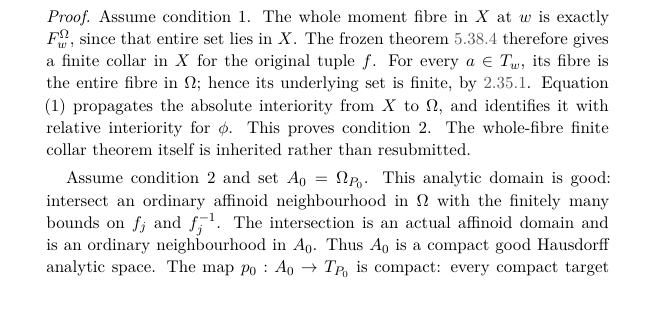 Proof. Assume condition 1. The whole moment fibre in X at w is exactly
F_w^Ω, since that entire set lies in X. The frozen theorem 5.38.4 therefore gives
a finite collar in X for the original tuple f. For every a ∈ T_w, its fibre is
the entire fibre in Ω; hence its underlying set is finite, by 2.35.1. Equation
(1) propagates the absolute interiority from X to Ω, and identifies it with
relative interiority for ϕ. This proves condition 2. The whole-fibre finite
collar theorem itself is inherited rather than resubmitted.
Assume condition 2 and set A_0 = Ω_{P_0}. This analytic domain is good:
intersect an ordinary affinoid neighbourhood in Ω with the finitely many
bounds on f_j and f_j^{-1}. The intersection is an actual affinoid domain and
is an ordinary neighbourhood in A_0. Thus A_0 is a compact good Hausdorff
analytic space. The map p_0 : A_0 → T_{P_0} is compact: every compact target